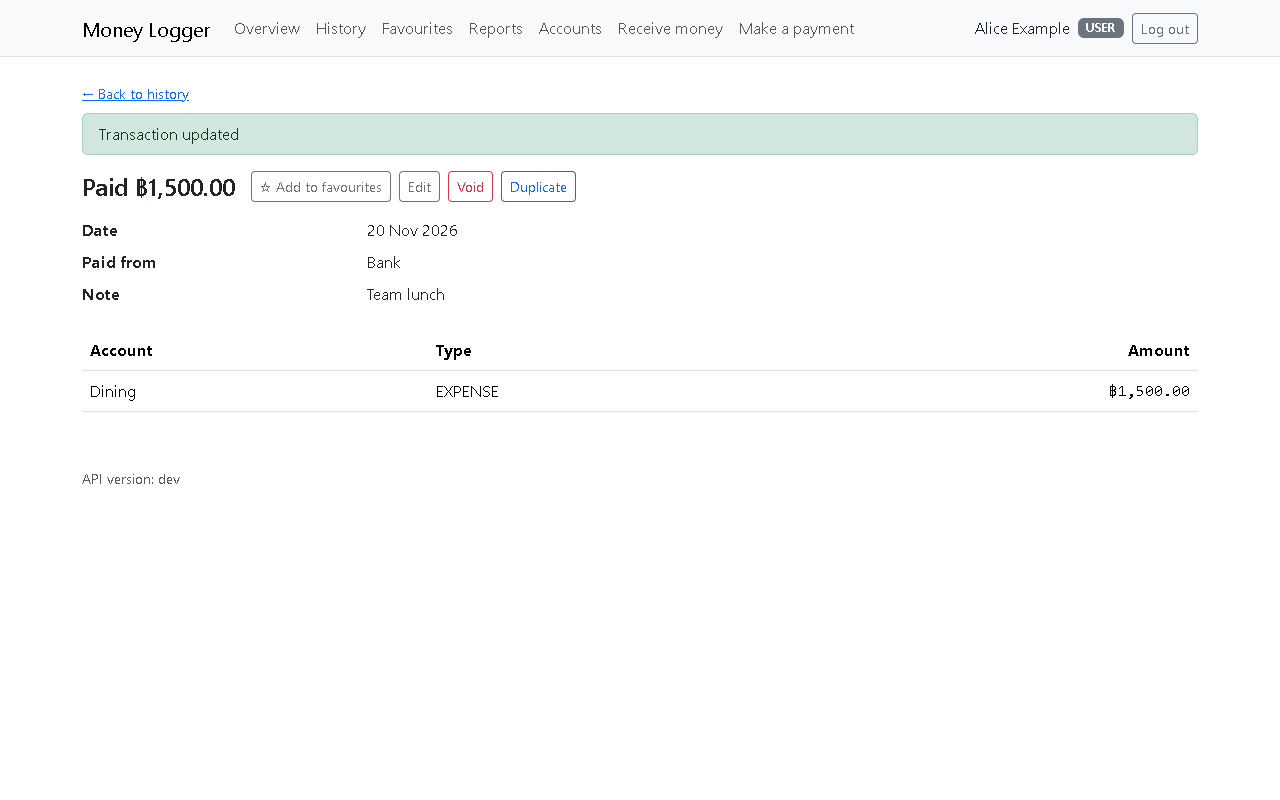 Money Logger Overview History Favourites Reports Accounts Receive money Make a payment Alice Example USER Log out
← Back to history
Transaction updated
Paid ฿1,500.00 ☆ Add to favourites Edit Void Duplicate
Date 20 Nov 2026
Paid from Bank
Note Team lunch
Account Type Amount
Dining EXPENSE ฿1,500.00
API version: dev